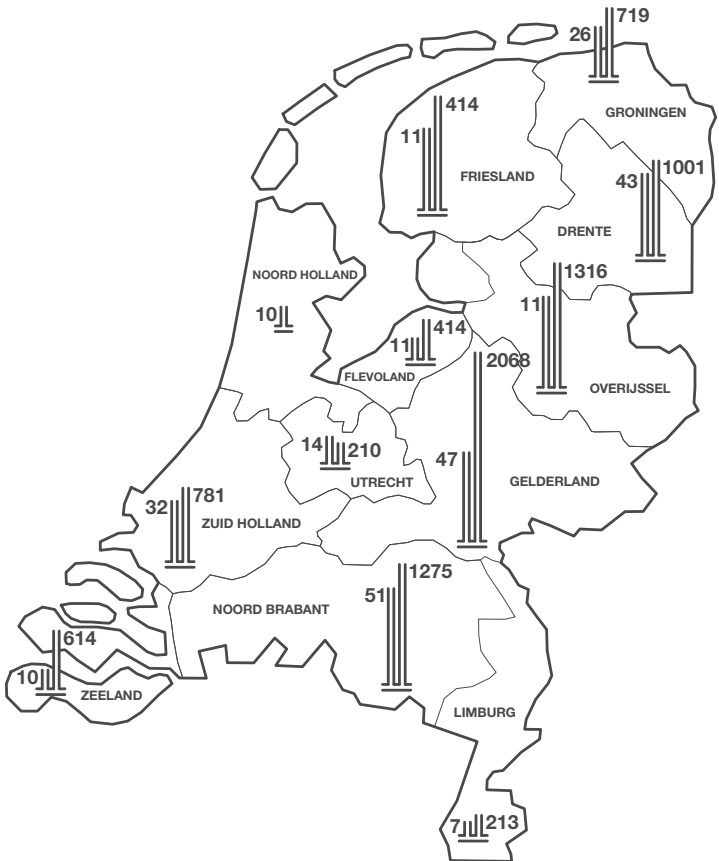 719
26
GRONINGEN
414
11
FRIESLAND
1001
43
DRENTE
NOORD HOLLAND
10
1316
11
OVERIJSSEL
414
11
FLEVOLAND
2068
47
GELDERLAND
14
210
UTRECHT
781
32
ZUID HOLLAND
1275
51
NOORD BRABANT
614
10
ZEELAND
LIMBURG
7
213